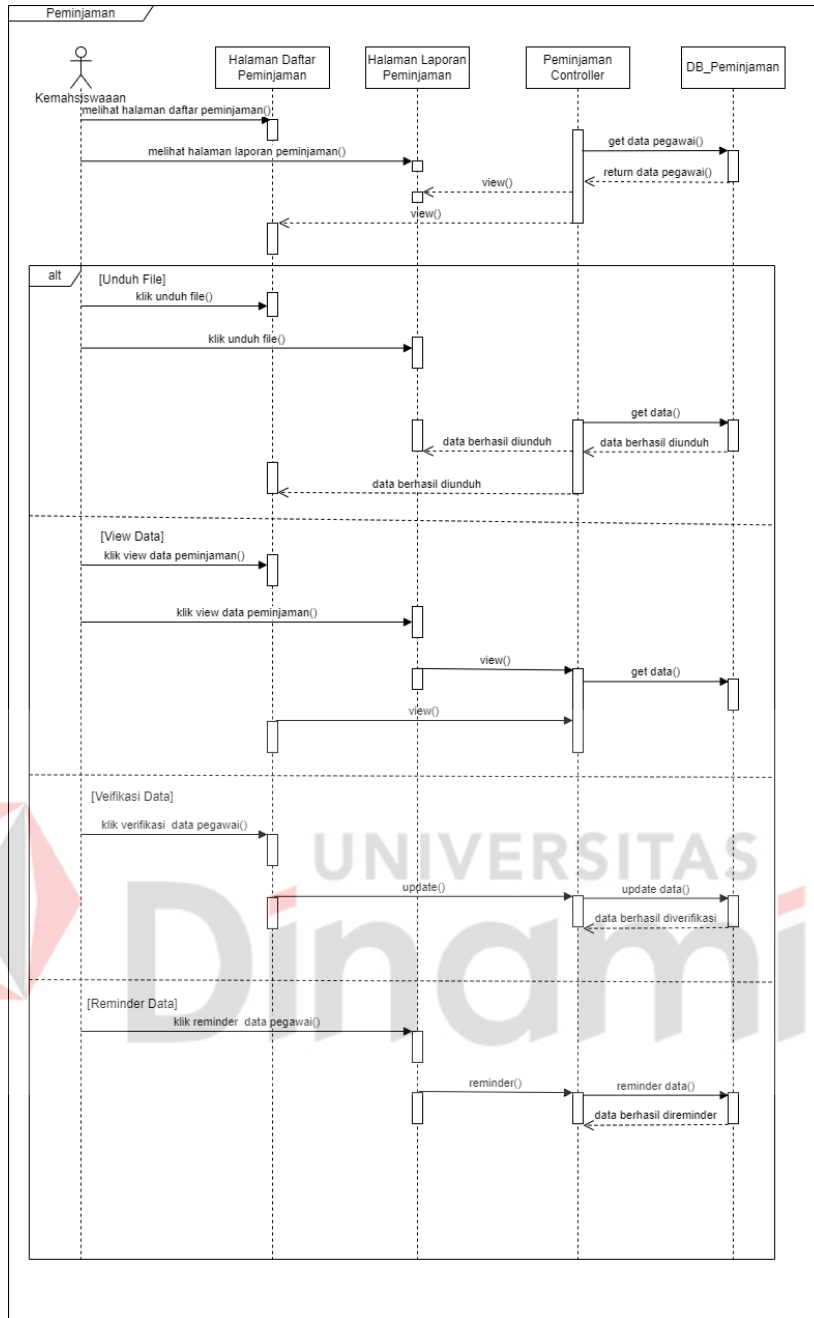 Peminjaman
Halaman Daftar
Peminjaman
Halaman Laporan
Peminjaman
Peminjaman
Controller
DB_Peminjaman
Kemahsiswaaan
melihat halaman daftar peminjaman()
get data pegawai()
melihat halaman laporan peminjaman()
return data pegawai()
view()
view()
alt
[Unduh File]
klik unduh file()
klik unduh file()
get data()
data berhasil diunduh
data berhasil diunduh
data berhasil diunduh
[View Data]
klik view data peminjaman()
klik view data peminjaman()
view()
get data()
view()
[Veifikasi Data]
klik verifikasi data pegawai()
UNIVERSITAS
Dinami
update()
update data()
data berhasil diverifikasi
[Reminder Data]
klik reminder data pegawai()
reminder()
reminder data()
data berhasil direminder